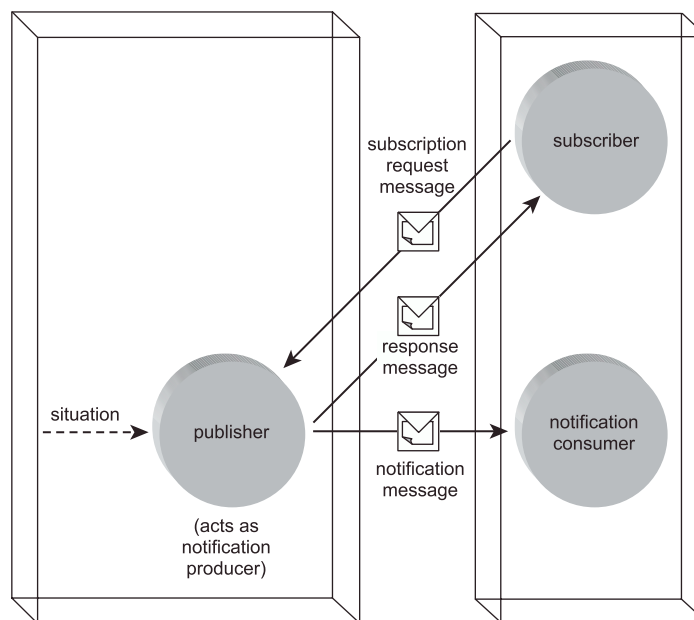 subscription
request
message
subscriber
response
message
situation
publisher
notification
consumer
notification
message
(acts as
notification
producer)